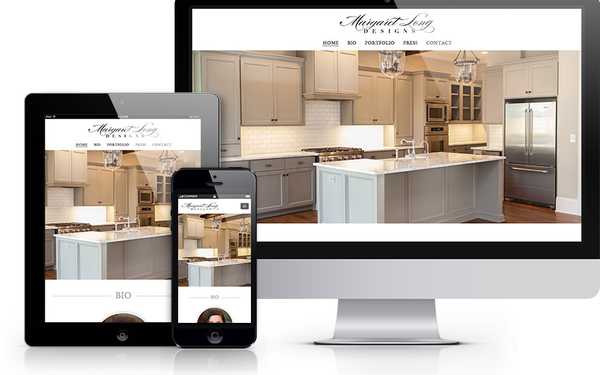 Margaret Long
DESIGNS
HOME BIO PORTFOLIO PRESS CONTACT
Margaret Long
DESIGNS
HOME BIO PORTFOLIO PRESS CONTACT
BIO
Margaret Long
DESIGNS
BIO